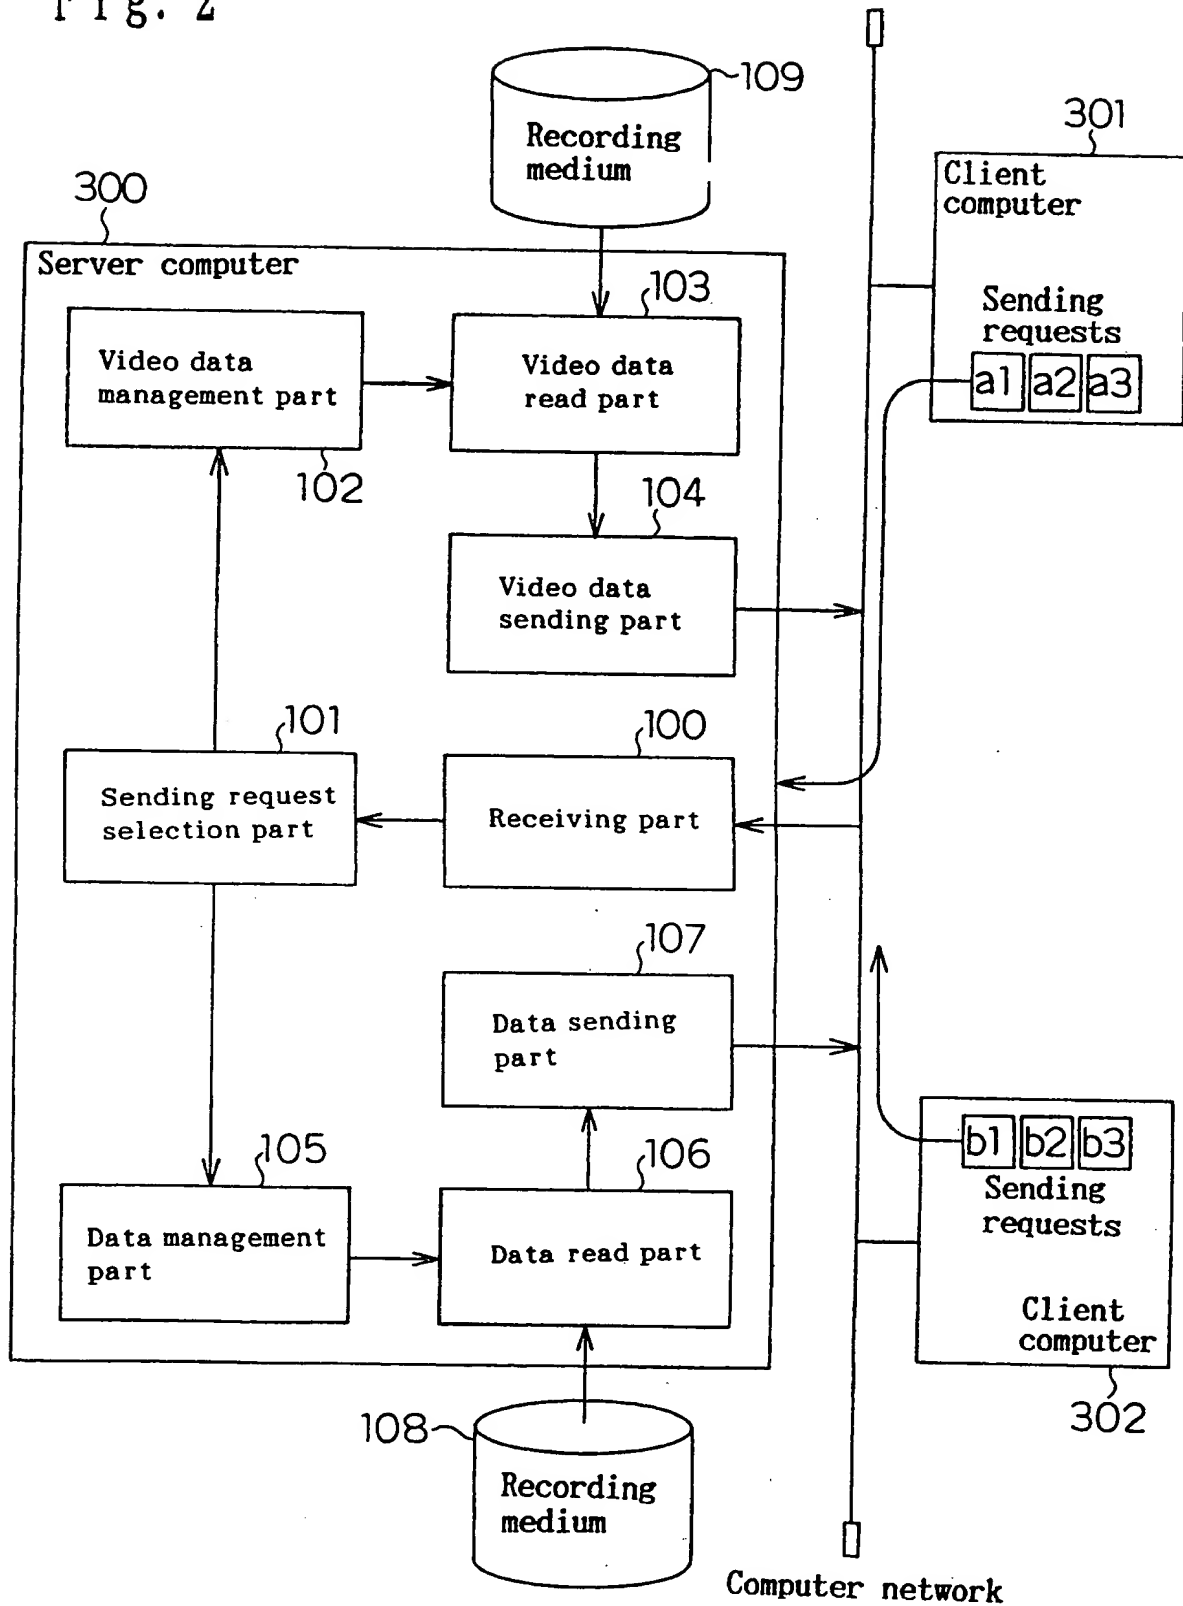 Fig. 2
109
Recording
medium
301
Client
computer
300
Server computer
103
Sending
requests
a1 a2 a3
Video data
management part
Video data
read part
102
104
Video data
sending part
101
100
Sending request
selection part
Receiving part
107
Data sending
part
b1 b2 b3
Sending
requests
105
106
Data management
part
Data read part
Client
computer
302
108
Recording
medium
Computer network